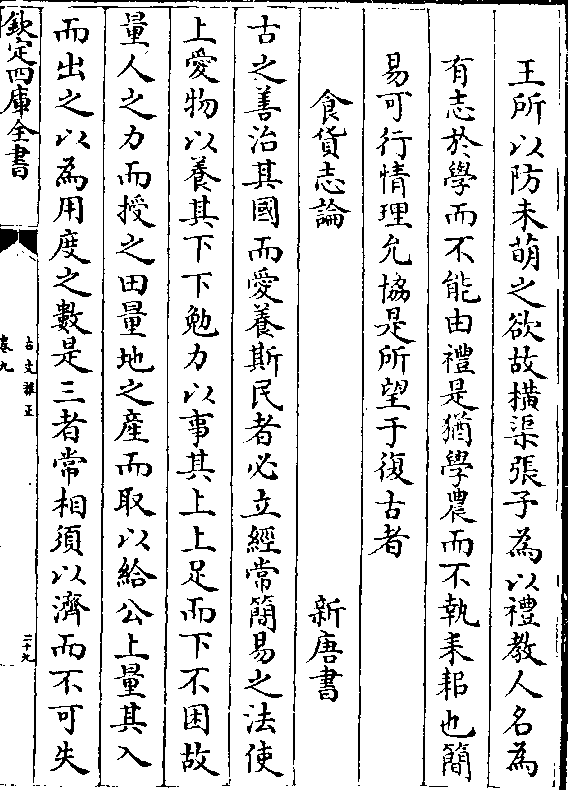 王所以防未萌之欲故橫渠張子為以禮教人名為
有志於學而不能由禮是猶學農而不執耒耜也簡
易可行情理允協是所望于復古者
食貨志論　新唐書
古之善治其國而愛養斯民者必立經常簡易之法使
上愛物以養其下下勉力以事其上上足而下不困故
量人之力而授之田量地之產而取以給公上量其入
而出之以為用度之數是三者常相須以濟而不可失
欽定四庫全書
古文雅正
卷九
二十九